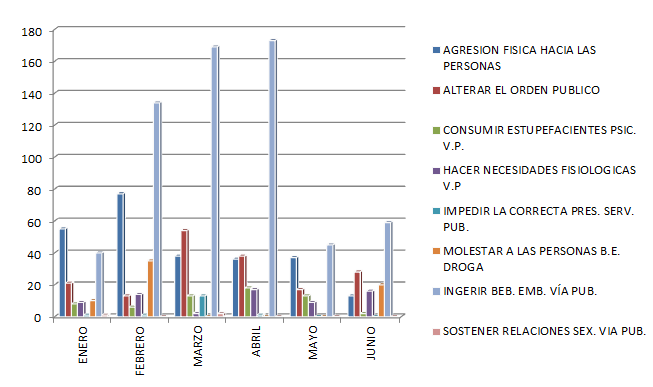 180
160
140
120
100
80
60
40
20
0
ENERO
FEBRERO
MARZO
ABRIL
MAYO
JUNIO
AGRESION FISICA HACIA LAS
PERSONAS
ALTERAR EL ORDEN PUBLICO
CONSUMIR ESTUPEFACIENTES PSIC.
V.P.
HACER NECESIDADES FISIOLOGICAS
V.P
IMPEDIR LA CORRECTA PRES. SERV.
PUB.
MOLESTAR A LAS PERSONAS B.E.
DROGA
INGERIR BEB. EMB. VÍA PUB.
SOSTENER RELACIONES SEX. VIA PUB.